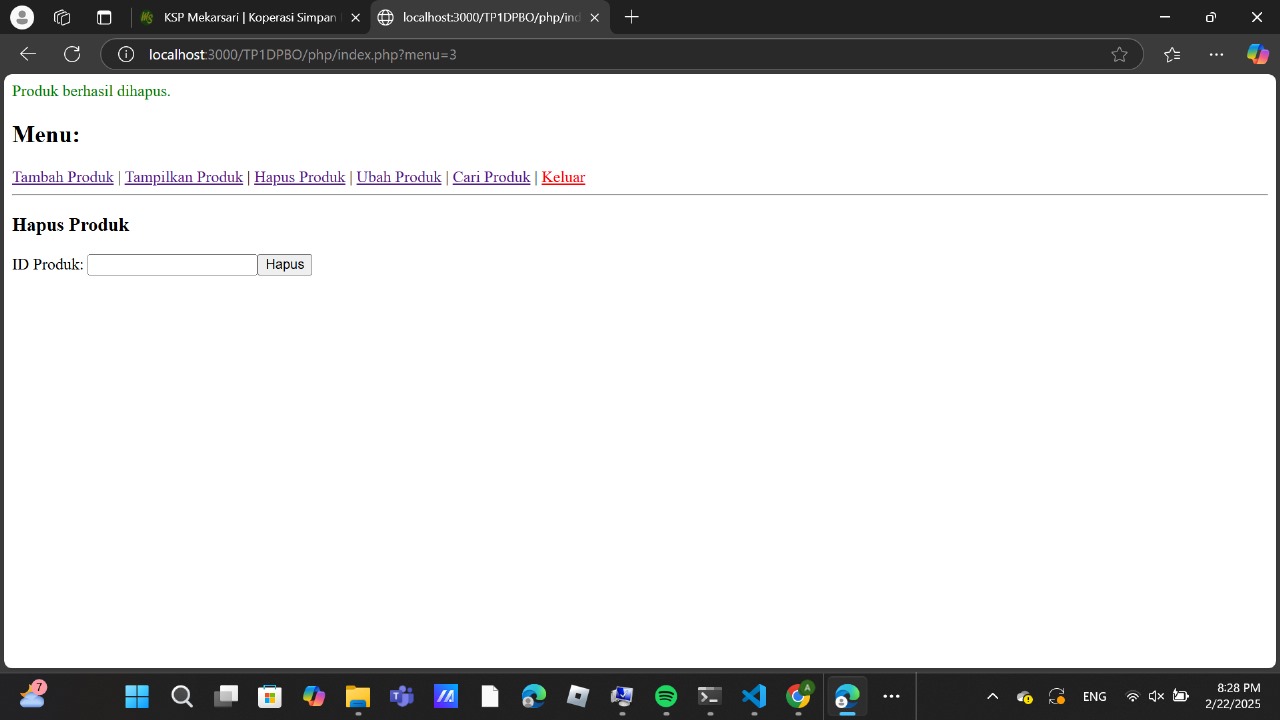 KSP Mekarsari | Koperasi Simpan
localhost:3000/TP1DPBO/php/ind
localhost:3000/TP1DPBO/php/index.php?menu=3
Produk berhasil dihapus.
Menu:
Tambah Produk | Tampilkan Produk | Hapus Produk | Ubah Produk | Cari Produk | Keluar
Hapus Produk
ID Produk: Hapus
7
A
ENG
8:28 PM
2/22/2025